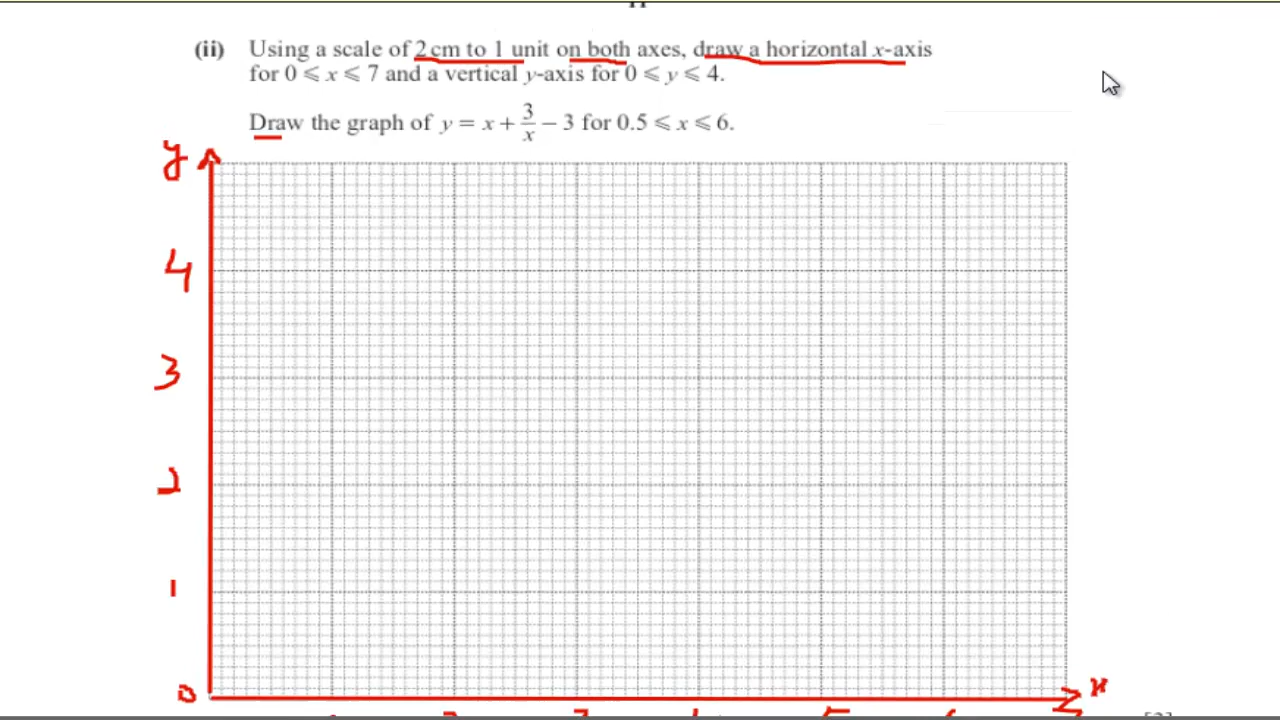 (ii) Using a scale of 2 cm to 1 unit on both axes, draw a horizontal x-axis
for 0 ⩽ x ⩽ 7 and a vertical y-axis for 0 ⩽ y ⩽ 4.
Draw the graph of y = x + 3/x − 3 for 0.5 ⩽ x ⩽ 6.
y
4
3
2
1
0
x